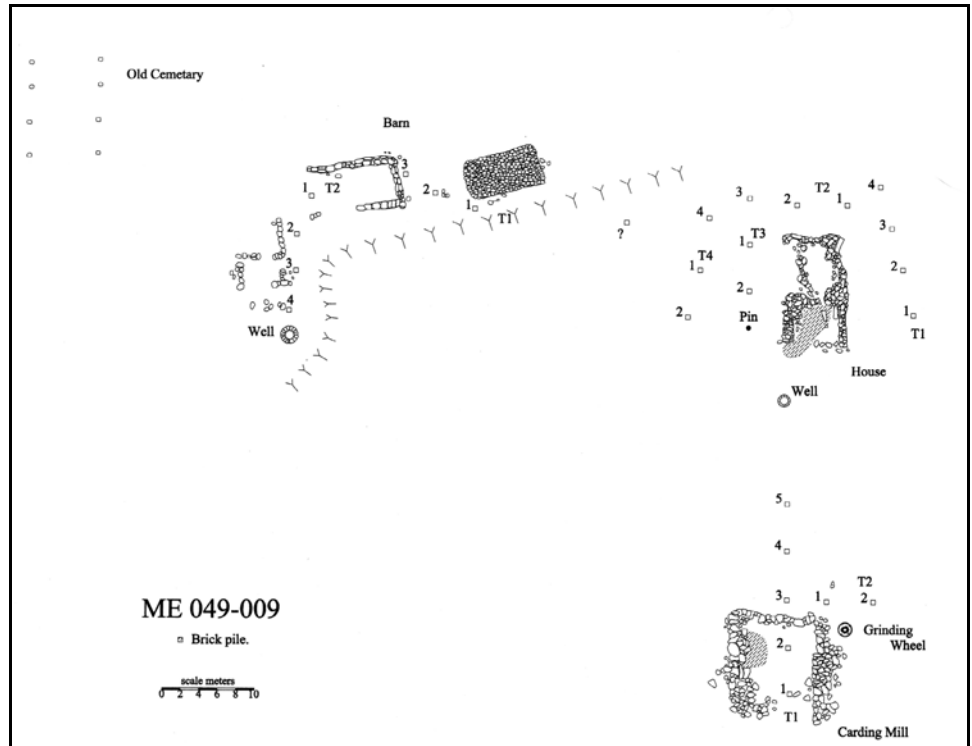 Old Cemetary
Barn
3
1 T2
2
1
T1
2
3
4
Well
?
4
3
2 T2 1
4
3
1 T3
T4
1
2
2
2
Pin
1
T1
House
Well
5
4
3
1
T2
2
Grinding
Wheel
2
1
T1
Carding Mill
ME 049-009
Brick pile.
scale meters
0 2 4 6 8 10